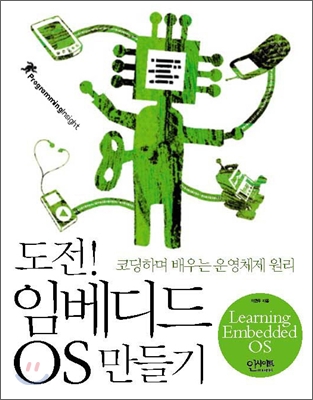 Programminginsight
도전!
코딩하며 배우는 운영체제 원리
임베디드
OS 만들기
Learning
Embedded
OS
인사이트